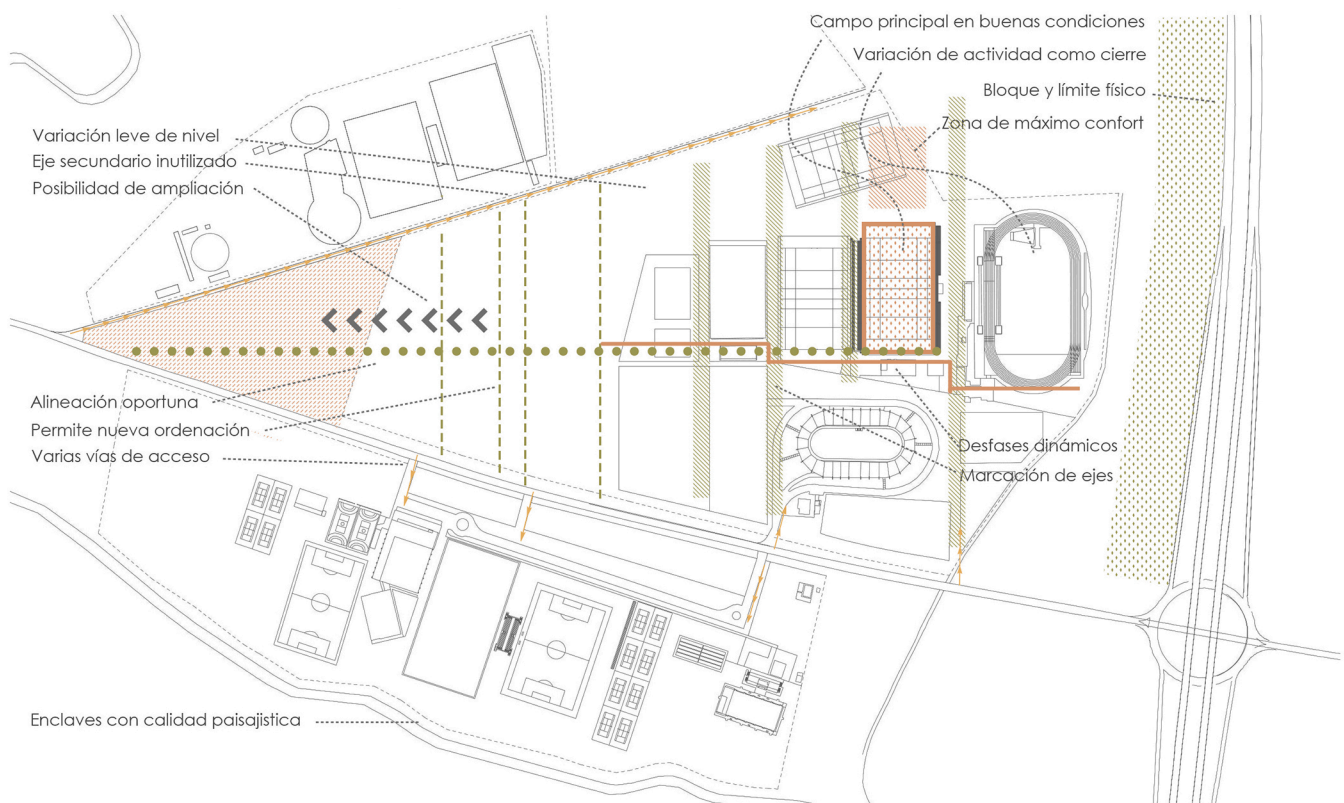 Campo principal en buenas condiciones
Variación de actividad como cierre
Bloque y límite físico
Zona de máximo confort
Variación leve de nivel
Eje secundario inutilizado
Posibilidad de ampliación
Alineación oportuna
Permite nueva ordenación
Varias vías de acceso
Desfases dinámicos
Marcación de ejes
Enclaves con calidad paisajistica